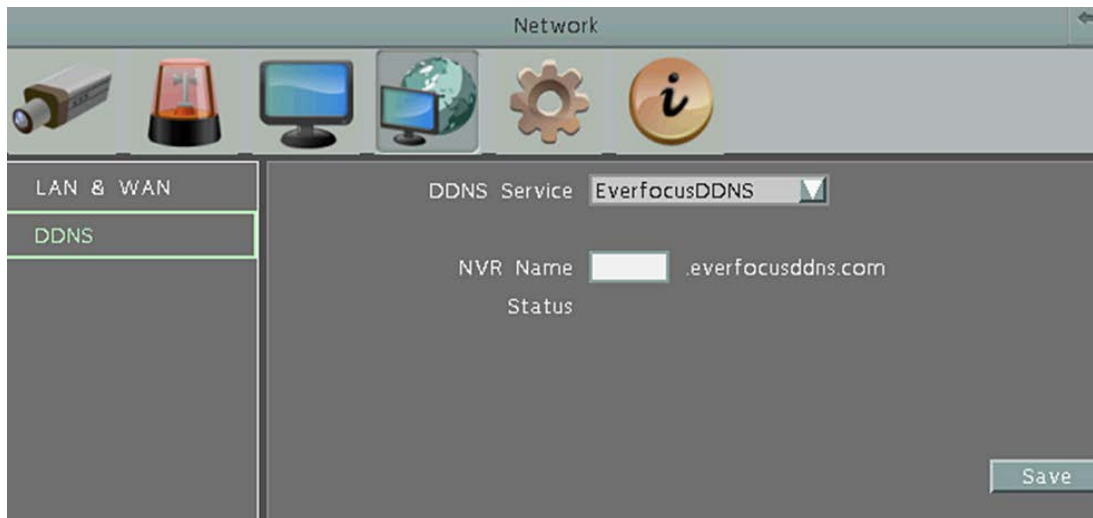 Network
LAN & WAN
DDNS
DDNS Service EverfocusDDNS
NVR Name .everfocusddns.com
Status
Save